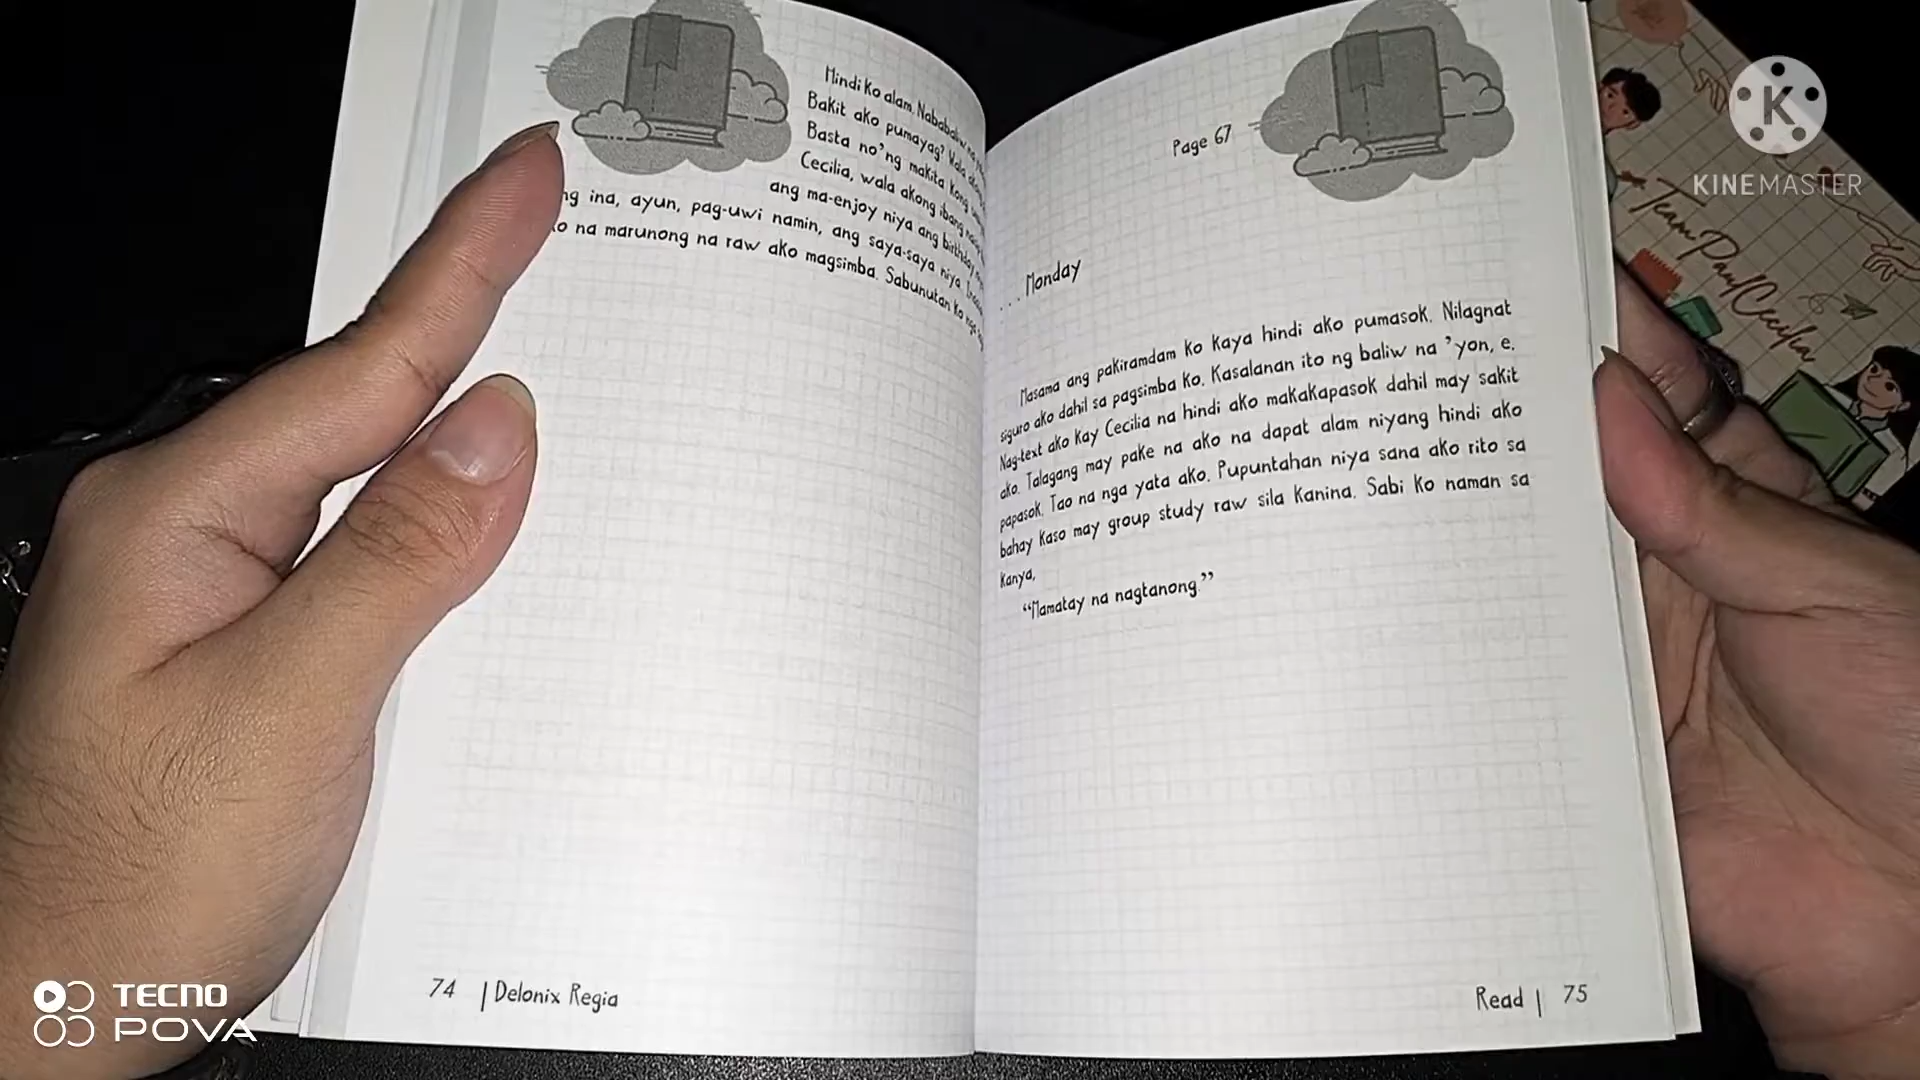 Hindi ko alam. Nababaliw na
Bakit ako pumayag? Wala
Basta no'ng makita kong
Cecilia, wala akong ibang
ang ma-enjoy niya ang birthday
ng ina, ayun, pag-uwi namin, ang saya-saya niya.
ko na marunong na raw ako magsimba. Sabunutan ko nga
74 | Delonix Regia
Page 67
... Monday
Masama ang pakiramdam ko kaya hindi ako pumasok. Nilagnat
siguro ako dahil sa pagsimba ko. Kasalanan ito ng baliw na 'yon, e.
Nag-text ako kay Cecilia na hindi ako makakapasok dahil may sakit
ako. Talagang may pake na ako na dapat alam niyang hindi ako
papasok. Tao na nga yata ako. Pupuntahan niya sana ako rito sa
bahay kaso may group study raw sila kanina. Sabi ko naman sa
kanya,
“Mamatay na nagtanong.”
Read | 75
Team PaulCecilia
K
KINEMASTER
TECNO
POVA